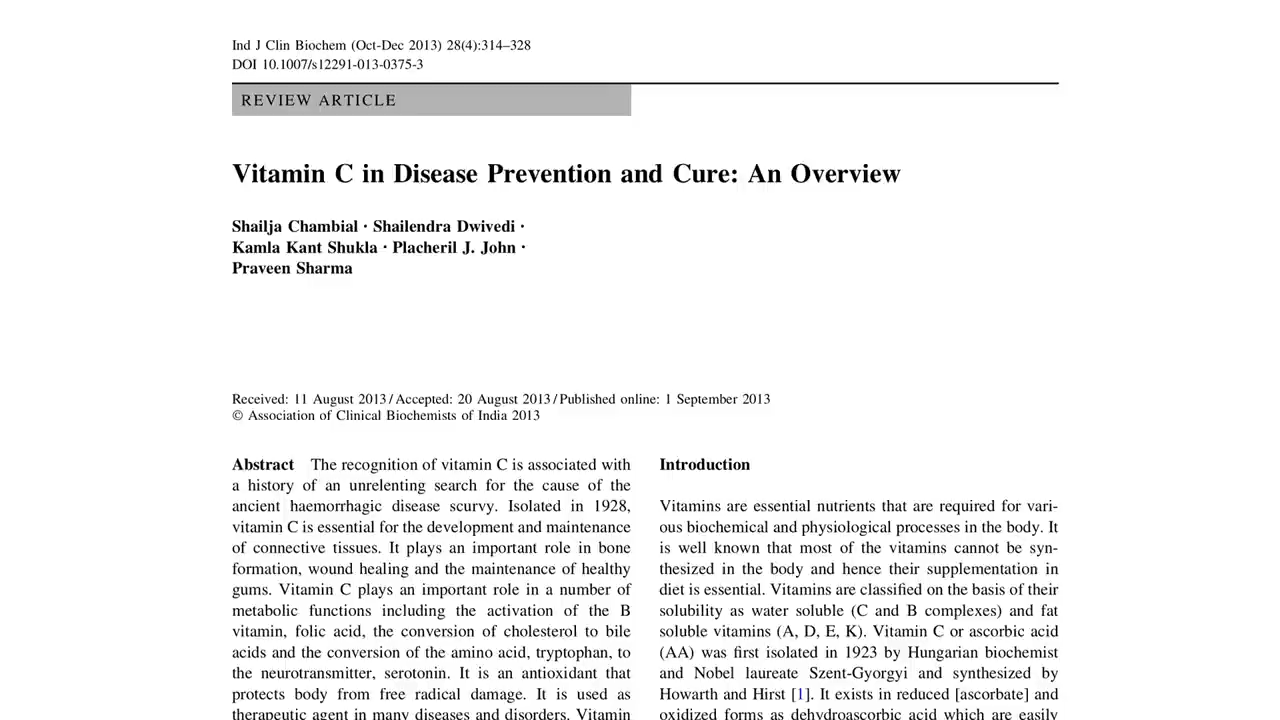 Ind J Clin Biochem (Oct-Dec 2013) 28(4):314–328
DOI 10.1007/s12291-013-0375-3
REVIEW ARTICLE
Vitamin C in Disease Prevention and Cure: An Overview
Shailja Chambial · Shailendra Dwivedi ·
Kamla Kant Shukla · Placheril J. John ·
Praveen Sharma
Received: 11 August 2013 / Accepted: 20 August 2013 / Published online: 1 September 2013
© Association of Clinical Biochemists of India 2013
Abstract The recognition of vitamin C is associated with
a history of an unrelenting search for the cause of the
ancient haemorrhagic disease scurvy. Isolated in 1928,
vitamin C is essential for the development and maintenance
of connective tissues. It plays an important role in bone
formation, wound healing and the maintenance of healthy
gums. Vitamin C plays an important role in a number of
metabolic functions including the activation of the B
vitamin, folic acid, the conversion of cholesterol to bile
acids and the conversion of the amino acid, tryptophan, to
the neurotransmitter, serotonin. It is an antioxidant that
protects body from free radical damage. It is used as
therapeutic agent in many diseases and disorders. Vitamin
Introduction
Vitamins are essential nutrients that are required for vari-
ous biochemical and physiological processes in the body. It
is well known that most of the vitamins cannot be syn-
thesized in the body and hence their supplementation in
diet is essential. Vitamins are classified on the basis of their
solubility as water soluble (C and B complexes) and fat
soluble vitamins (A, D, E, K). Vitamin C or ascorbic acid
(AA) was first isolated in 1923 by Hungarian biochemist
and Nobel laureate Szent-Gyorgyi and synthesized by
Howarth and Hirst [1]. It exists in reduced [ascorbate] and
oxidized forms as dehydroascorbic acid which are easily